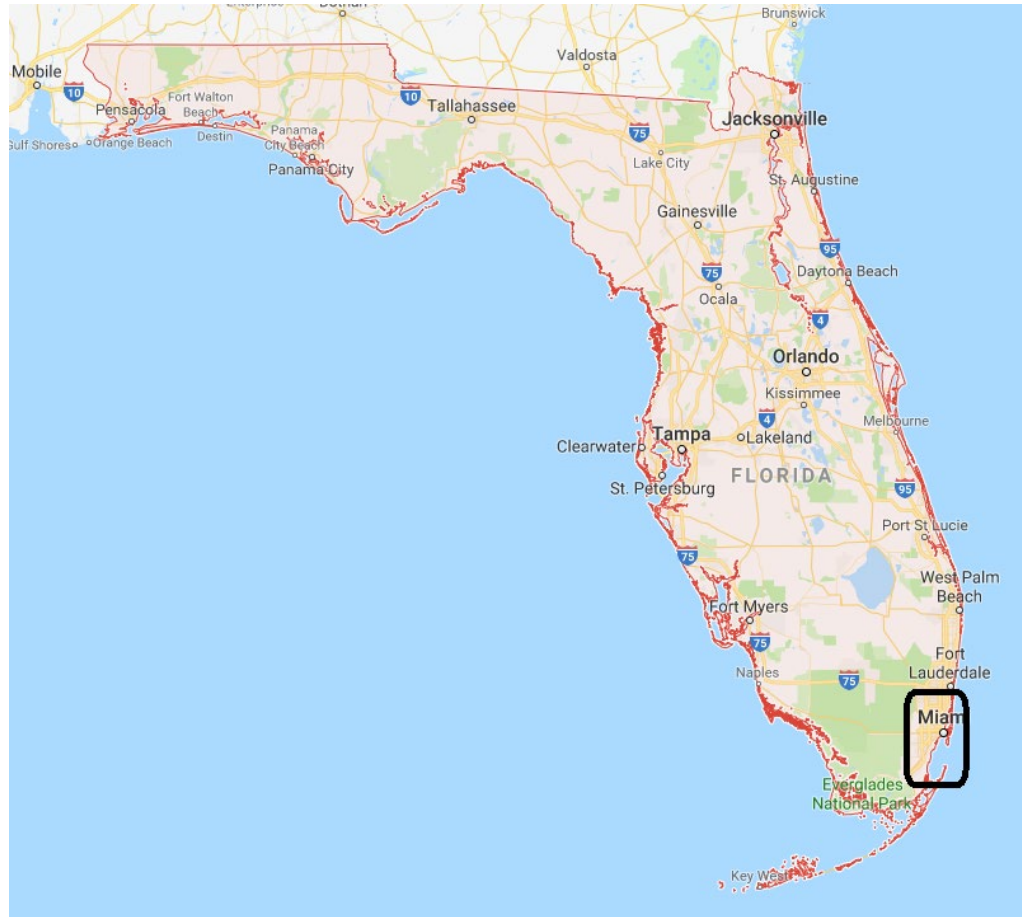 Brunswick
Valdosta
Mobile
10
10
Fort Walton
Beach
Pensacola
Tallahassee
Jacksonville
Gulf Shores
Orange Beach
Destin
Panama
City Beach
Panama City
75
Lake City
St. Augustine
Gainesville
95
75
Daytona Beach
Ocala
4
Orlando
Kissimmee
4
Melbourne
Clearwater
Tampa
Lakeland
FLORIDA
St. Petersburg
95
Port St Lucie
75
West Palm
Beach
Fort Myers
75
Fort
Lauderdale
Naples
75
Miam
Everglades
National Park
Key West